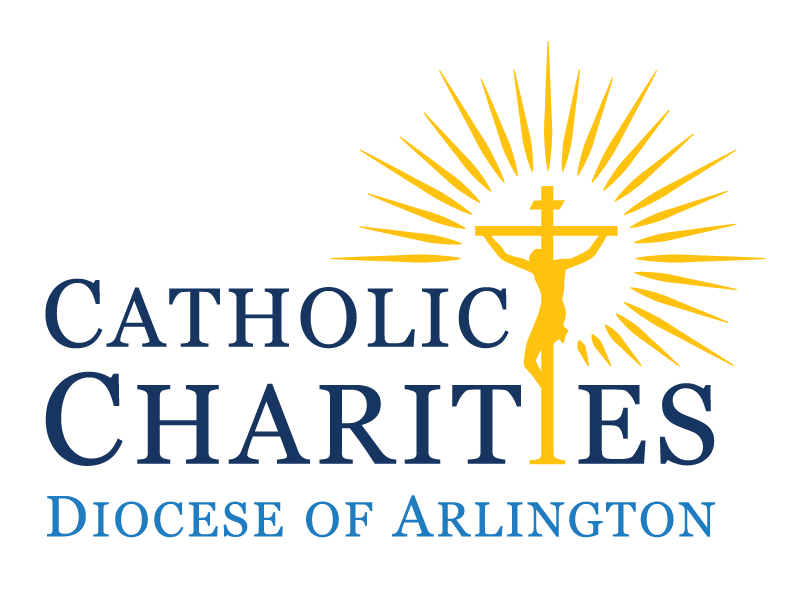 CATHOLIC
CHARITIES
DIOCESE OF ARLINGTON